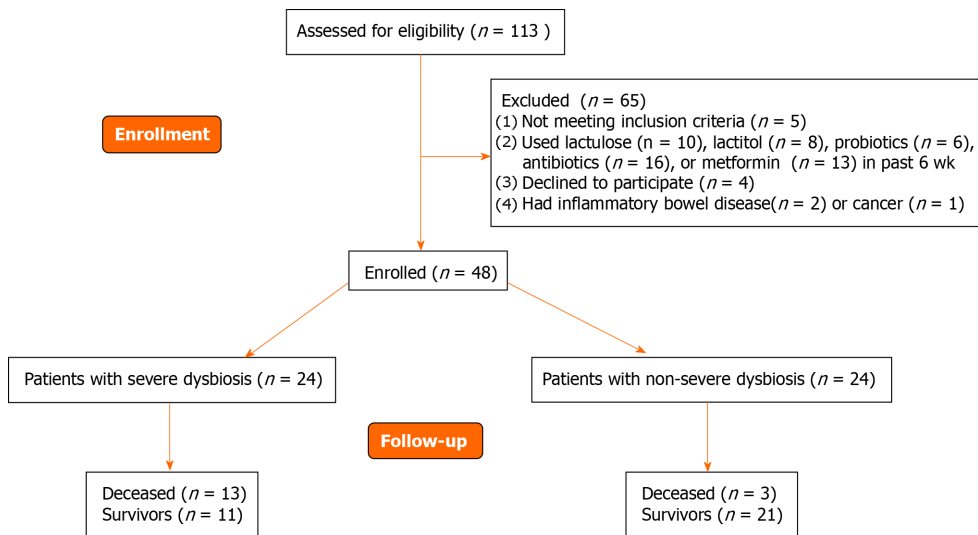 Assessed for eligibility (n = 113 )
Enrollment
Excluded (n = 65)
(1) Not meeting inclusion criteria (n = 5)
(2) Used lactulose (n = 10), lactitol (n = 8), probiotics (n = 6),
antibiotics (n = 16), or metformin (n = 13) in past 6 wk
(3) Declined to participate (n = 4)
(4) Had inflammatory bowel disease(n = 2) or cancer (n = 1)
Enrolled (n = 48)
Patients with severe dysbiosis (n = 24)
Patients with non-severe dysbiosis (n = 24)
Follow-up
Deceased (n = 13)
Survivors (n = 11)
Deceased (n = 3)
Survivors (n = 21)